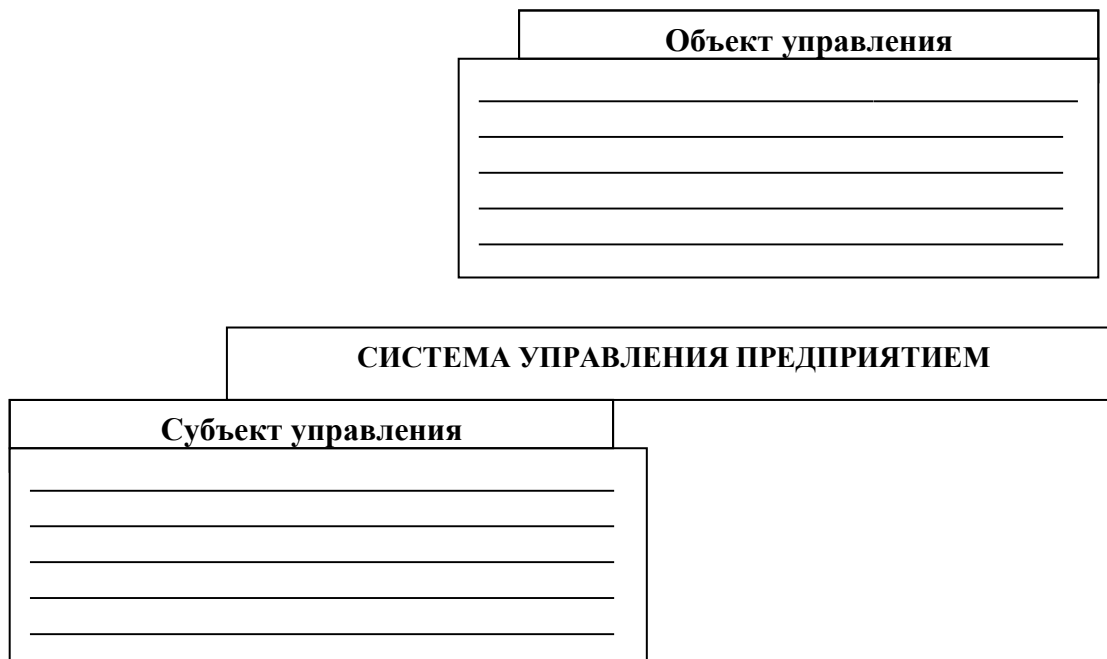 Объект управления
СИСТЕМА УПРАВЛЕНИЯ ПРЕДПРИЯТИЕМ
Субъект управления